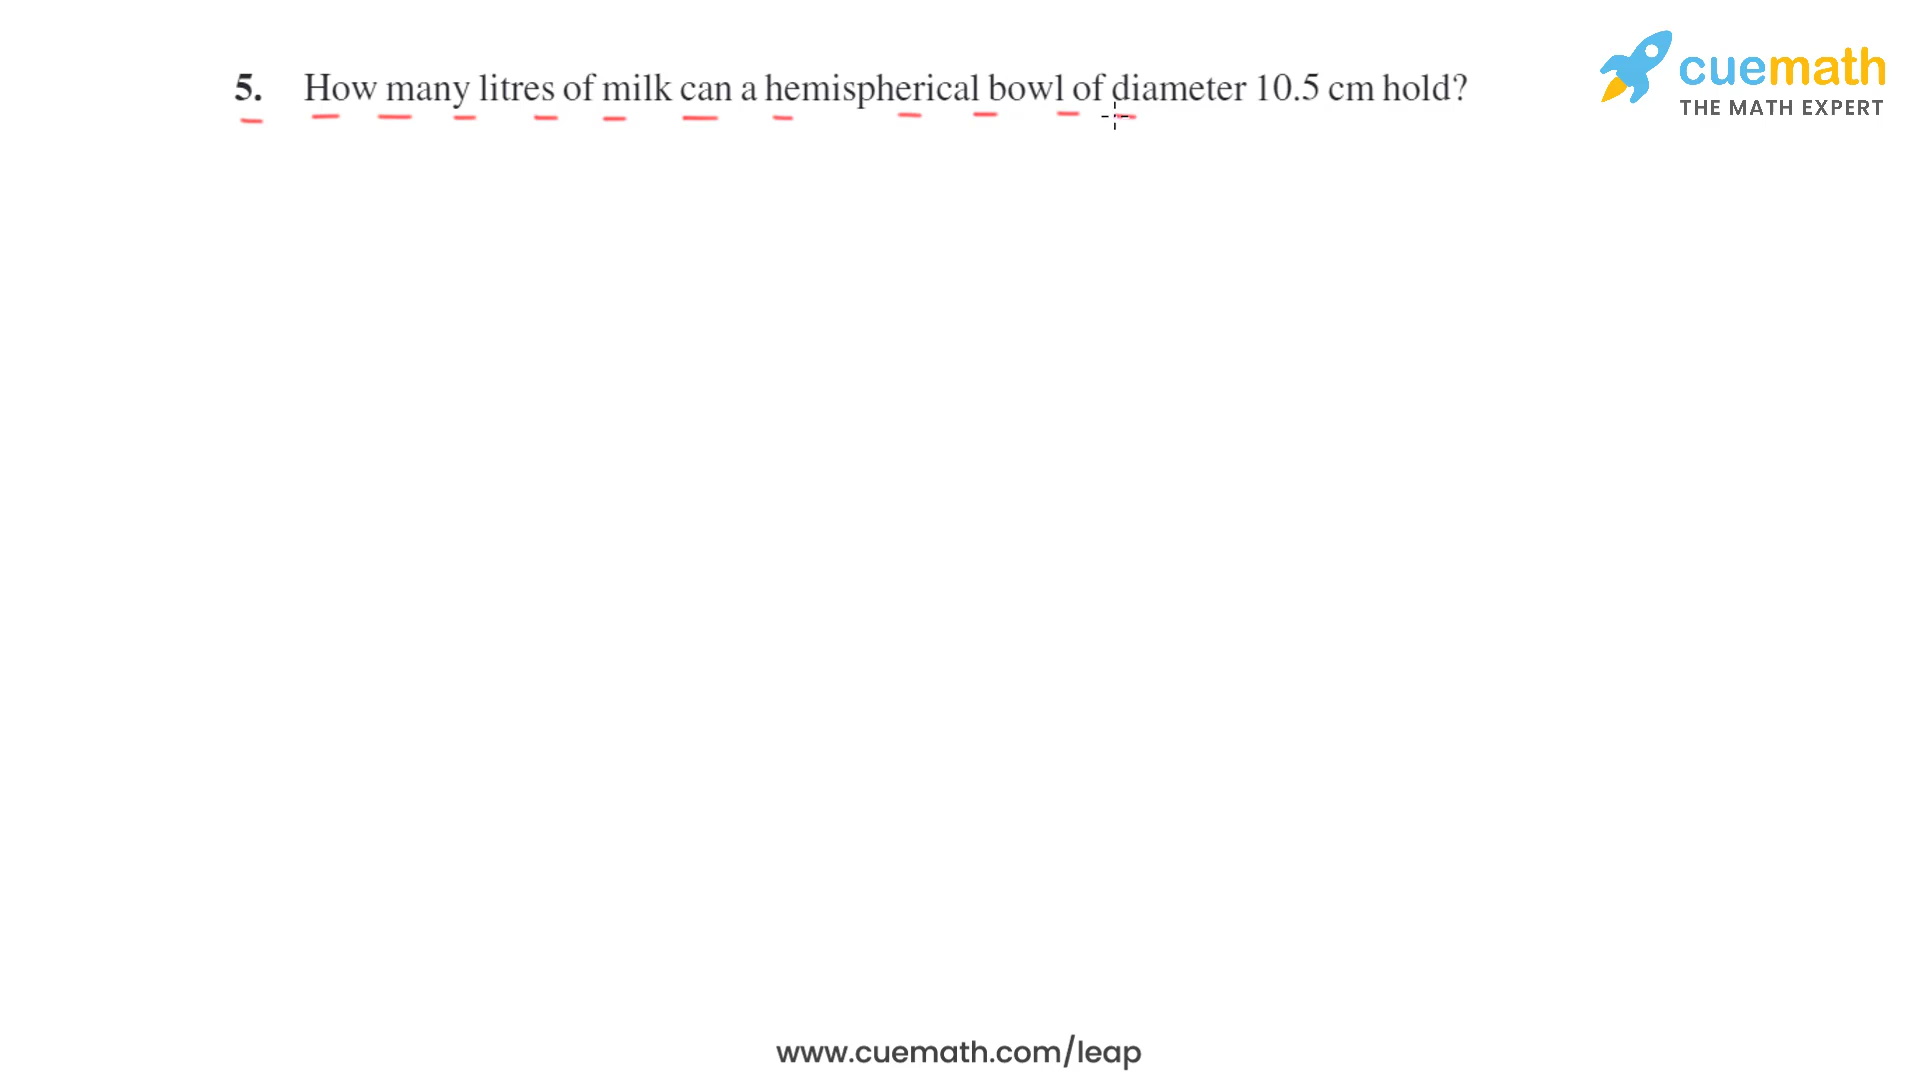 5. How many litres of milk can a hemispherical bowl of diameter 10.5 cm hold?
cuemath
THE MATH EXPERT
www.cuemath.com/leap